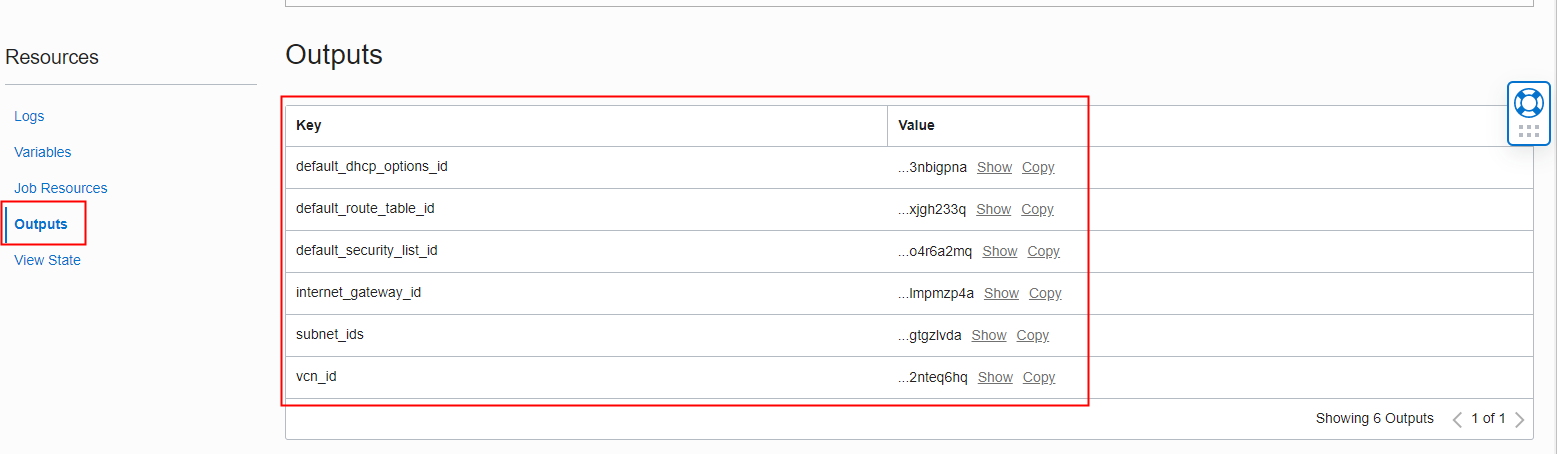 Resources
Logs
Variables
Job Resources
Outputs
View State
Outputs
Key Value
default_dhcp_options_id ...3nbigpna Show Copy
default_route_table_id ...xjgh233q Show Copy
default_security_list_id ...o4r6a2mq Show Copy
internet_gateway_id ...lmpmzp4a Show Copy
subnet_ids ...gtgzlvda Show Copy
vcn_id ...2nteq6hq Show Copy
Showing 6 Outputs 1 of 1